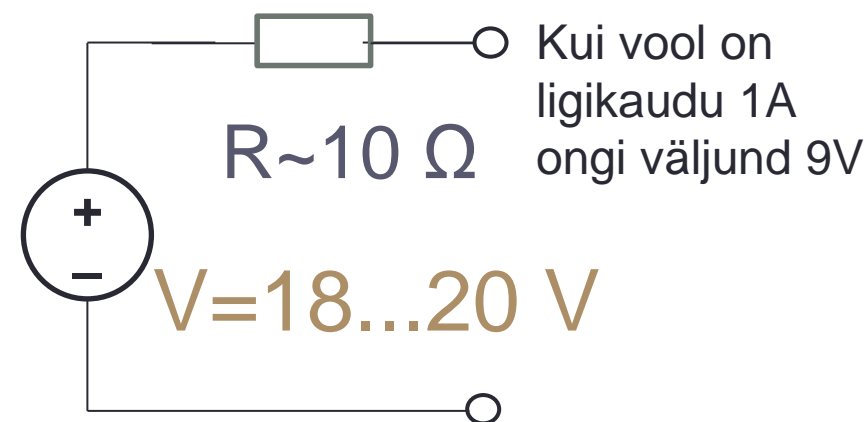 Kui vool on
ligikaudu 1A
ongi väljund 9V
R~10 Ω
+
–
V=18...20 V